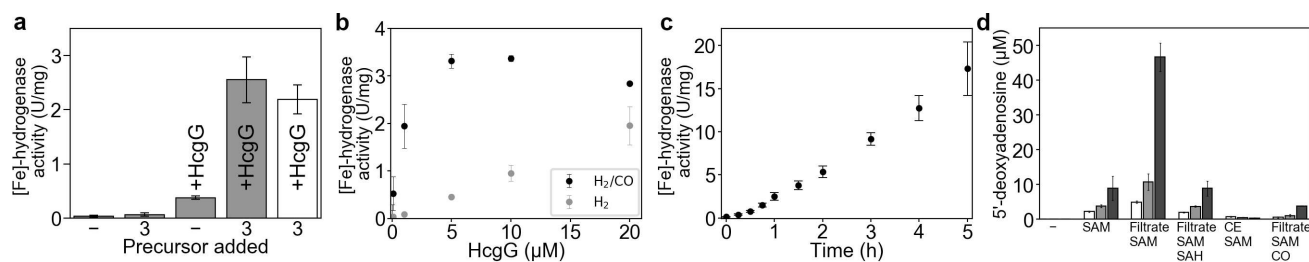 a
[Fe]-hydrogenase
activity (U/mg)
3
2
1
0
+HcgG
+HcgG
+HcgG
–
3
–
3
3
Precursor added
b
[Fe]-hydrogenase
activity (U/mg)
4
3
2
1
0
H₂/CO
H₂
0
5
10
15
20
HcgG (μM)
c
[Fe]-hydrogenase
activity (U/mg)
20
15
10
5
0
0
1
2
3
4
5
Time (h)
d
5'-deoxyadenosine (μM)
50
40
30
20
10
0
–
SAM
Filtrate
SAM
Filtrate
SAM
SAH
CE
SAM
Filtrate
SAM
CO